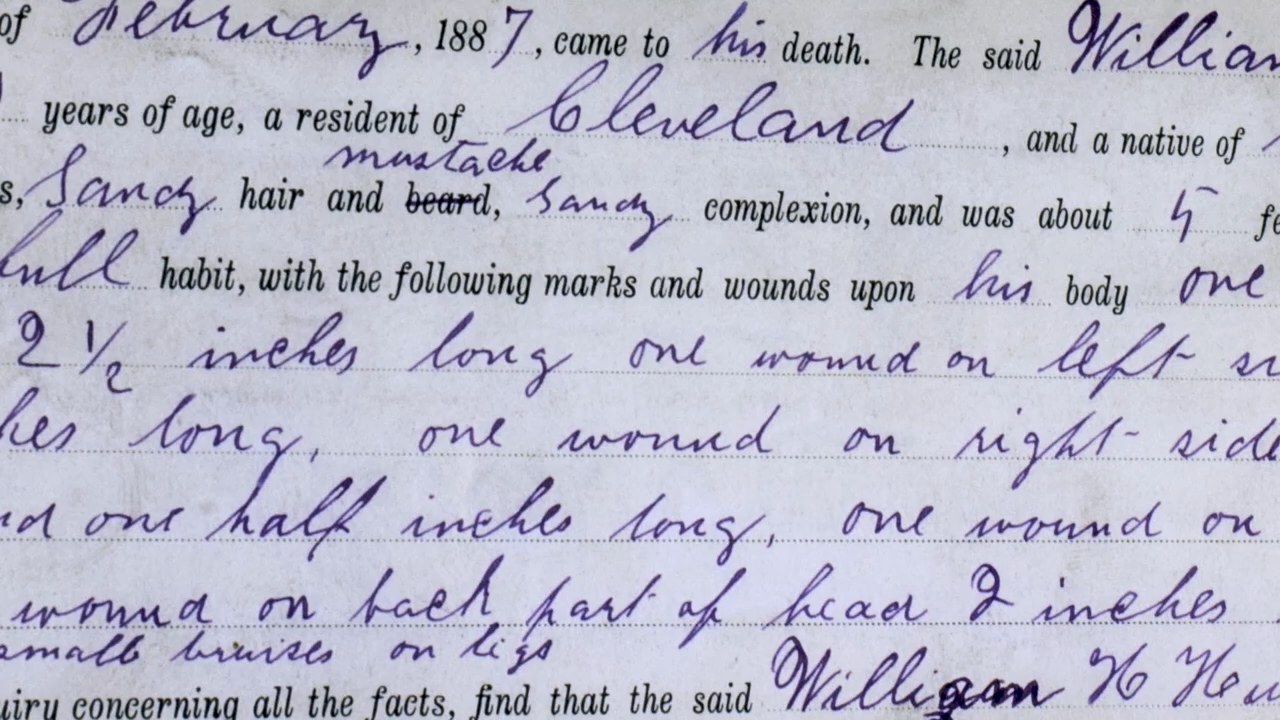 of February, 1887, came to his death. The said William
years of age, a resident of Cleveland, and a native of
mustache
s, Sandy hair and beard, Sandy complexion, and was about 5 fe
full habit, with the following marks and wounds upon his body one
2 1/2 inches long one wound on left si
hes long, one wound on right side
nd one half inches long, one wound on
wound on back part of head 2 inches
small bruises on legs
uiry concerning all the facts, find that the said William H Hew